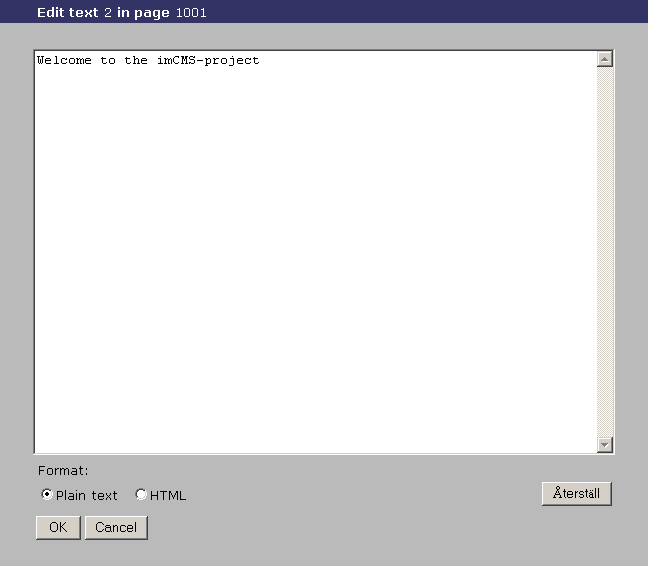 Edit text 2 in page 1001
Welcome to the imCMS-project
Format:
Plain text HTML
Återställ
OK Cancel